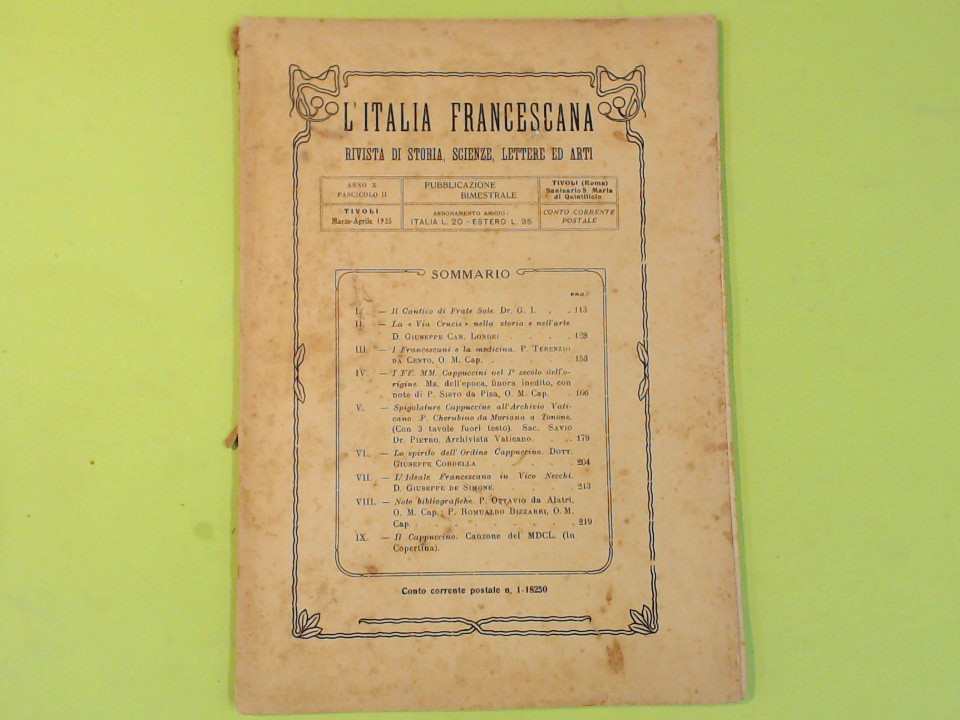 L'ITALIA FRANCESCANA
RIVISTA DI STORIA, SCIENZE, LETTERE ED ARTI
ANNO X
FASCICOLO II
PUBBLICAZIONE
BIMESTRALE
TIVOLI (Roma)
Santuario S. Maria
di Quintiliolo
TIVOLI
Marzo-Aprile 1935
ABBONAMENTO ANNUO:
ITALIA L. 20 - ESTERO L. 35
CONTO CORRENTE
POSTALE
SOMMARIO
PAG.
I. — Il Cantico di Frate Sole. Dr. G. I. . . 113
II. — La « Via Crucis » nella storia e nell'arte
D. GIUSEPPE CAN. LONGEI . . . . . 128
III. — I Francescani e la medicina. P. TERENZIO
DA CENTO, O. M. Cap. . . . . . . 153
IV. — I FF. MM. Cappuccini nel 1º secolo dell'o-
rigine. Ms. dell'epoca, finora inedito, con
note di P. SISTO da Pisa, O. M. Cap. . 166
V. — Spigolature Cappuccine all'Archivio Vati-
cano. P. Cherubino da Moriana a Tonone.
(Con 3 tavole fuori testo). Sac. SAVIO
Dr. PIETRO, Archivista Vaticano. . . . 179
VI. — Lo spirito dell'Ordine Cappuccino. DOTT.
GIUSEPPE CORDELLA . . . . . . 204
VII. — L'Ideale Francescano in Vico Necchi.
D. GIUSEPPE DE SIMONE. . . . . . 213
VIII. — Note bibliografiche. P. OTTAVIO da Alatri,
O. M. Cap.; P. ROMUALDO BIZZARRI, O. M.
Cap. . . . . . . . . . 219
IX. — Il Cappuccino. Canzone del MDCL. (In
Copertina).
Conto corrente postale n. 1-18250